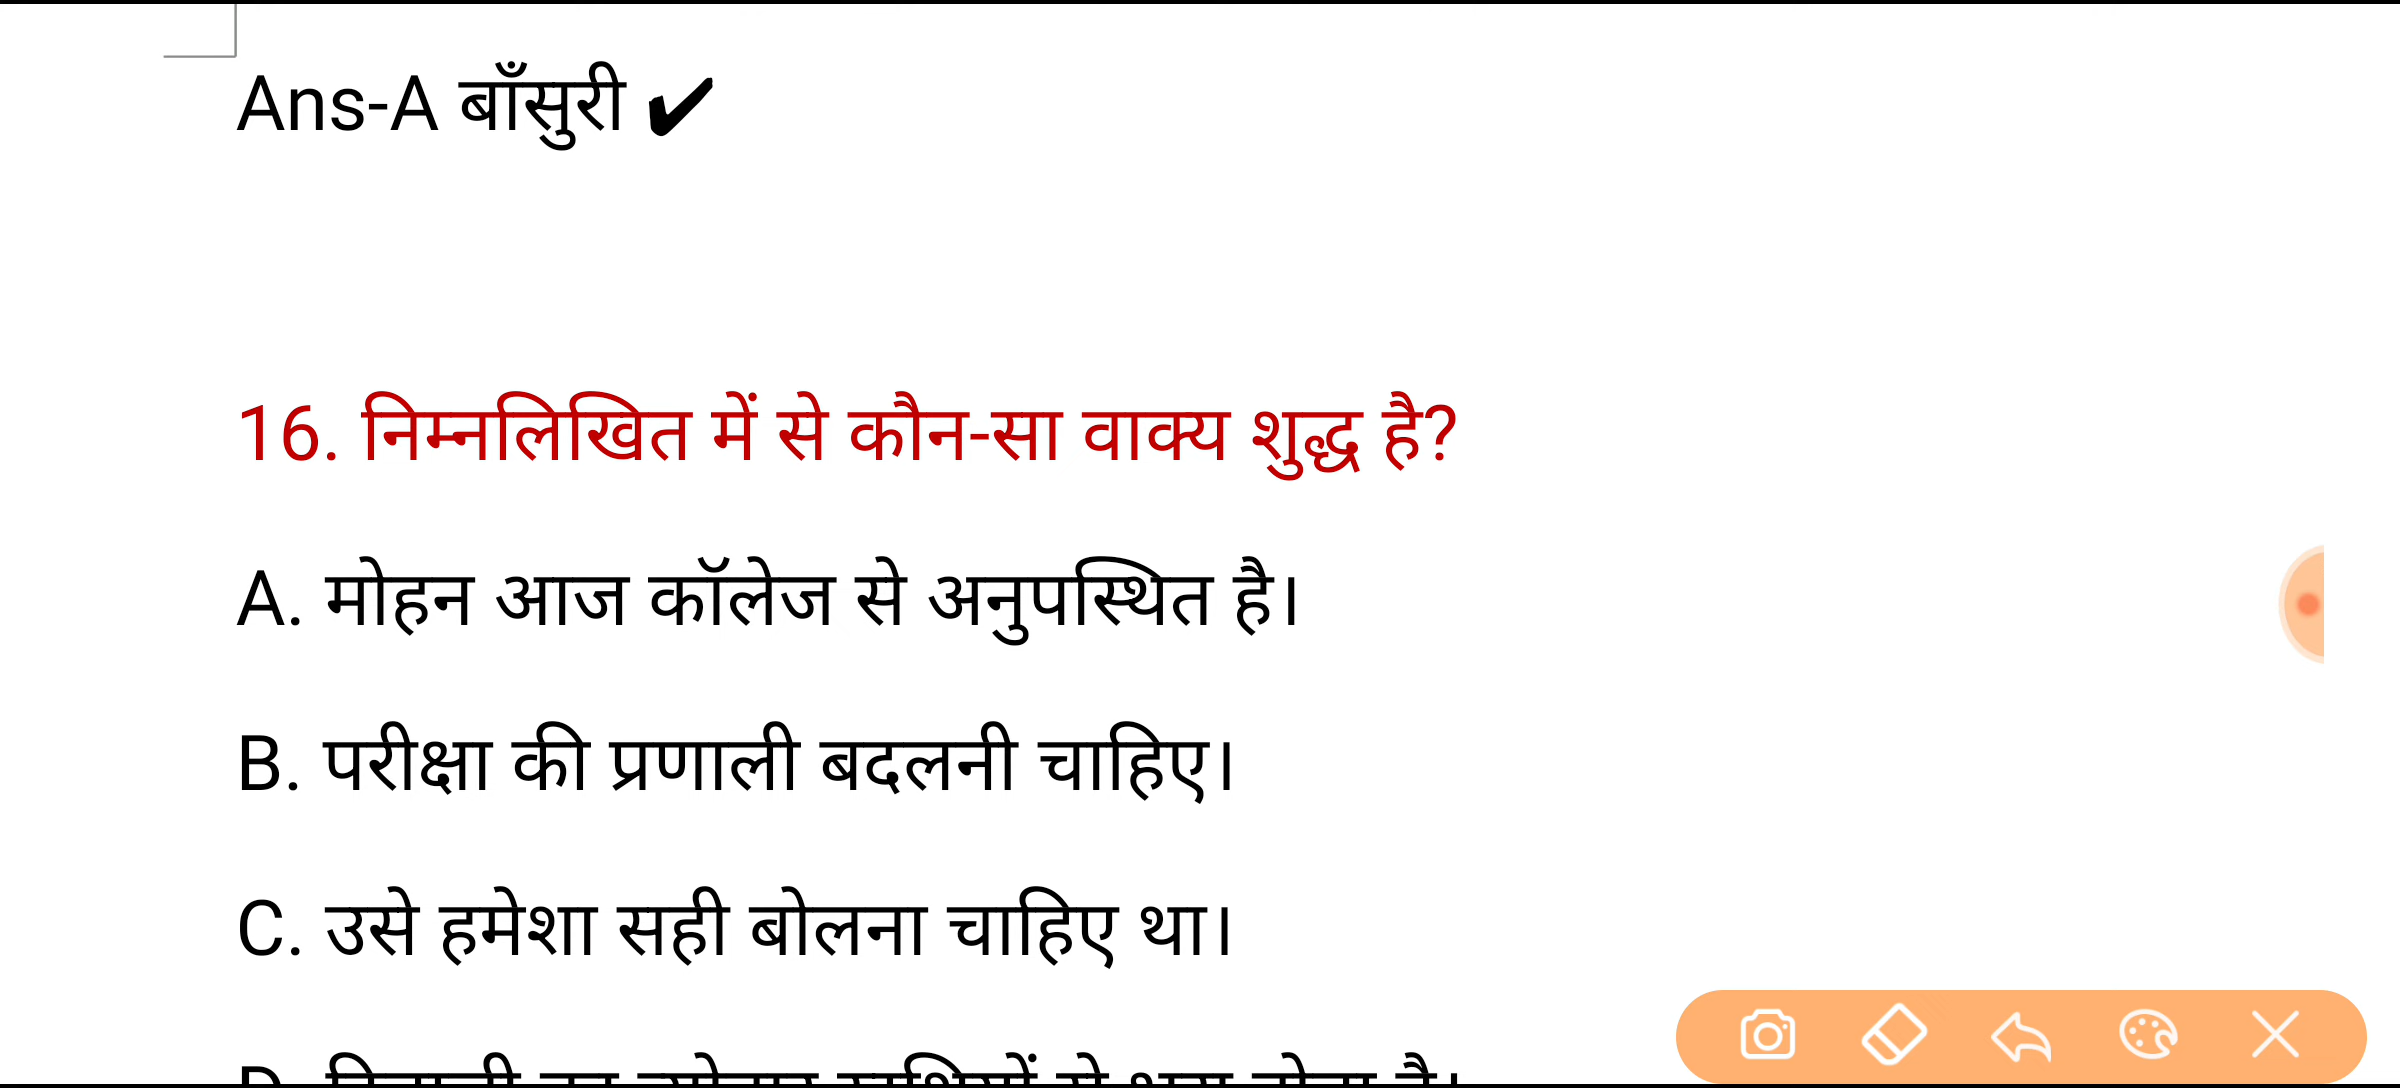 Ans-A बाँसुरी ✔
16. निम्नलिखित में से कौन-सा वाक्य शुद्ध है?
A. मोहन आज कॉलेज से अनुपस्थित है।
B. परीक्षा की प्रणाली बदलनी चाहिए।
C. उसे हमेशा सही बोलना चाहिए था।